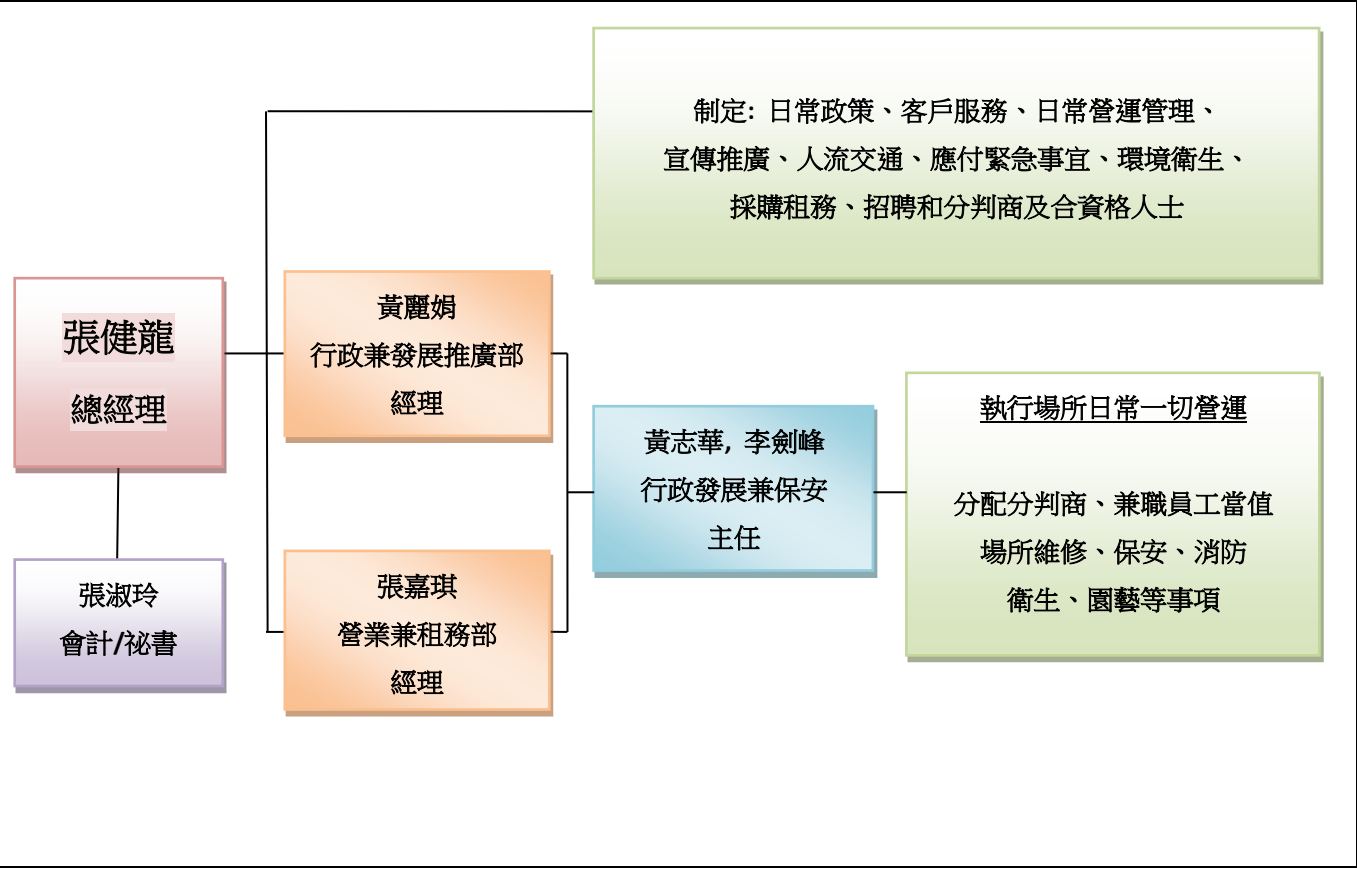 制定: 日常政策、客戶服務、日常營運管理、
宣傳推廣、人流交通、應付緊急事宜、環境衛生、
採購租務、招聘和分判商及合資格人士
張健龍
總經理
黃麗娟
行政兼發展推廣部
經理
黃志華, 李劍峰
行政發展兼保安
主任
執行場所日常一切營運
分配分判商、兼職員工當值
場所維修、保安、消防
衛生、園藝等事項
張淑玲
會計/祕書
張嘉琪
營業兼租務部
經理